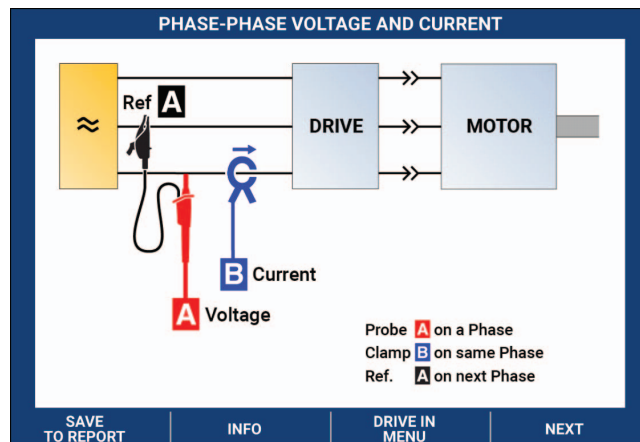 PHASE-PHASE VOLTAGE AND CURRENT
≈
Ref A
DRIVE
MOTOR
B Current
A Voltage
Probe A on a Phase
Clamp B on same Phase
Ref. A on next Phase
SAVE
TO REPORT
INFO
DRIVE IN
MENU
NEXT